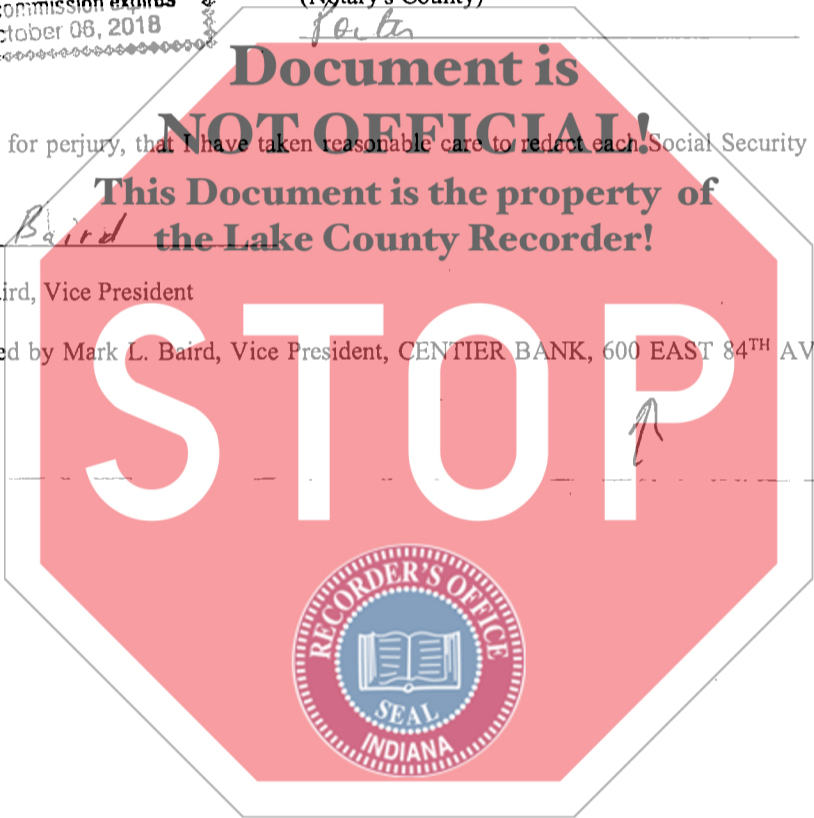 ommission expires
ctober 06, 2018
(Notary's County)
Porter
Document is
NOT OFFICIAL!
for perjury, that I have taken reasonable care to redact each Social Security
This Document is the property of
Baird
the Lake County Recorder!
ird, Vice President
ed by Mark L. Baird, Vice President, CENTIER BANK, 600 EAST 84TH AV
STOP
RECORDER'S OFFICE
SEAL
INDIANA